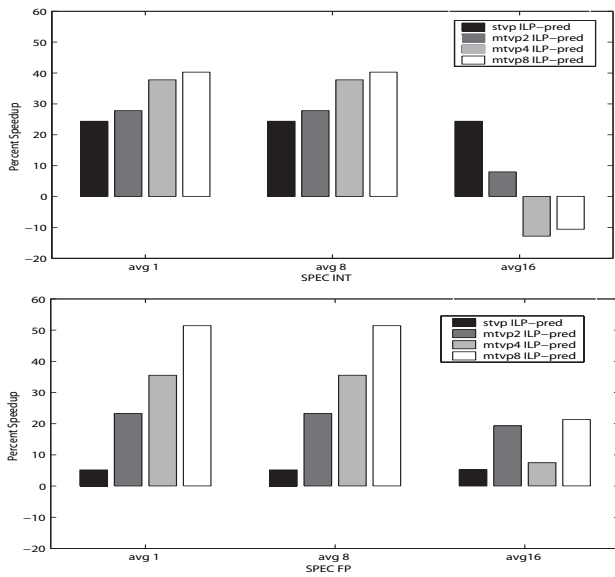 60
50
40
30
20
10
0
−10
−20
Percent Speedup
stvp ILP−pred
mtvp2 ILP−pred
mtvp4 ILP−pred
mtvp8 ILP−pred
avg 1
avg 8
avg16
SPEC INT
60
50
40
30
20
10
0
−10
−20
Percent Speedup
stvp ILP−pred
mtvp2 ILP−pred
mtvp4 ILP−pred
mtvp8 ILP−pred
avg 1
avg 8
avg16
SPEC FP